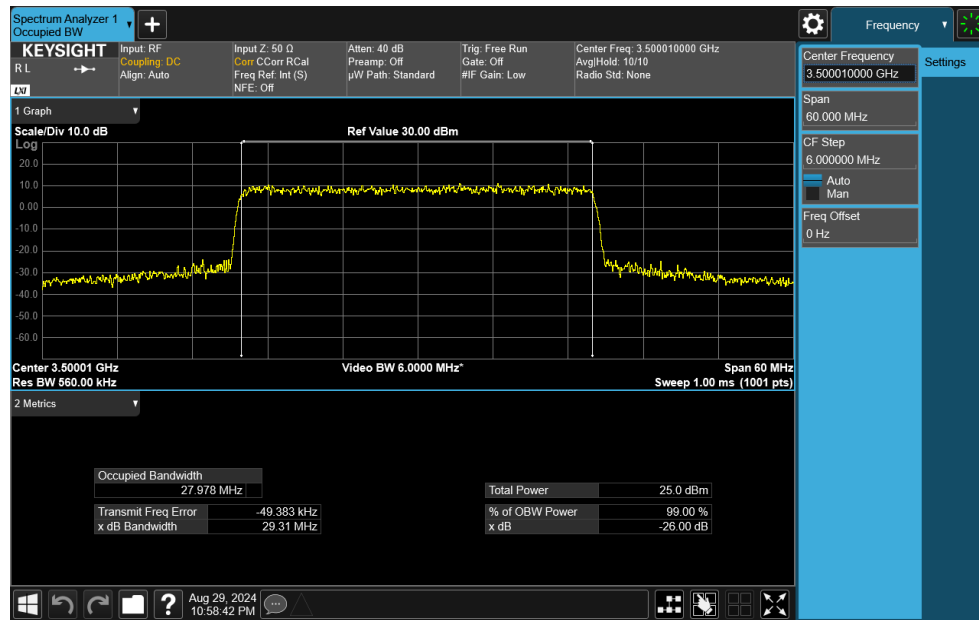 Spectrum Analyzer 1
Occupied BW
Frequency
KEYSIGHT
R L
LXI
Input: RF
Coupling: DC
Align: Auto
Input Z: 50 Ω
Corr CCorr RCal
Freq Ref: Int (S)
NFE: Off
Atten: 40 dB
Preamp: Off
µW Path: Standard
Trig: Free Run
Gate: Off
#IF Gain: Low
Center Freq: 3.500010000 GHz
Avg|Hold: 10/10
Radio Std: None
Center Frequency
3.500010000 GHz
Settings
Span
60.000 MHz
CF Step
6.000000 MHz
Auto
Man
Freq Offset
0 Hz
1 Graph
Scale/Div 10.0 dB
Ref Value 30.00 dBm
Log
20.0
10.0
0.00
-10.0
-20.0
-30.0
-40.0
-50.0
-60.0
Center 3.50001 GHz
Video BW 6.0000 MHz*
Span 60 MHz
Res BW 560.00 kHz
Sweep 1.00 ms (1001 pts)
2 Metrics
Occupied Bandwidth
27.978 MHz
Total Power 25.0 dBm
Transmit Freq Error -49.383 kHz
% of OBW Power 99.00 %
x dB Bandwidth 29.31 MHz
x dB -26.00 dB
Aug 29, 2024
10:58:42 PM